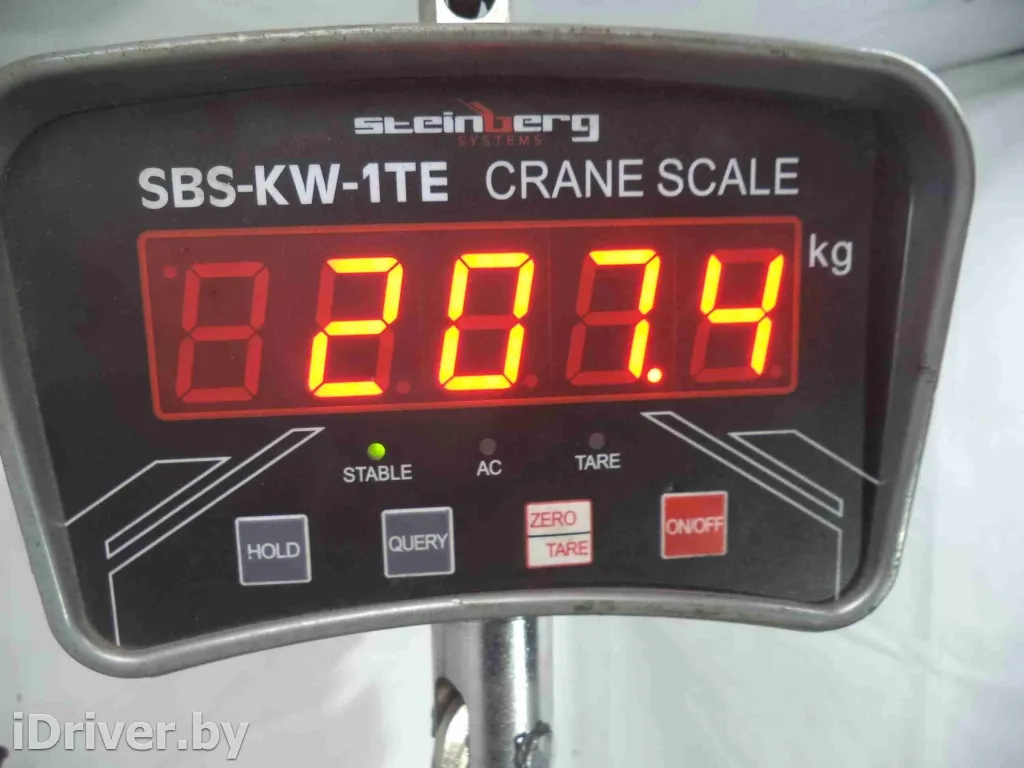 steinberg
SYSTEMS
SBS-KW-1TE CRANE SCALE
207.4 kg
STABLE AC TARE
HOLD QUERY ZERO TARE ON/OFF
iDriver.by